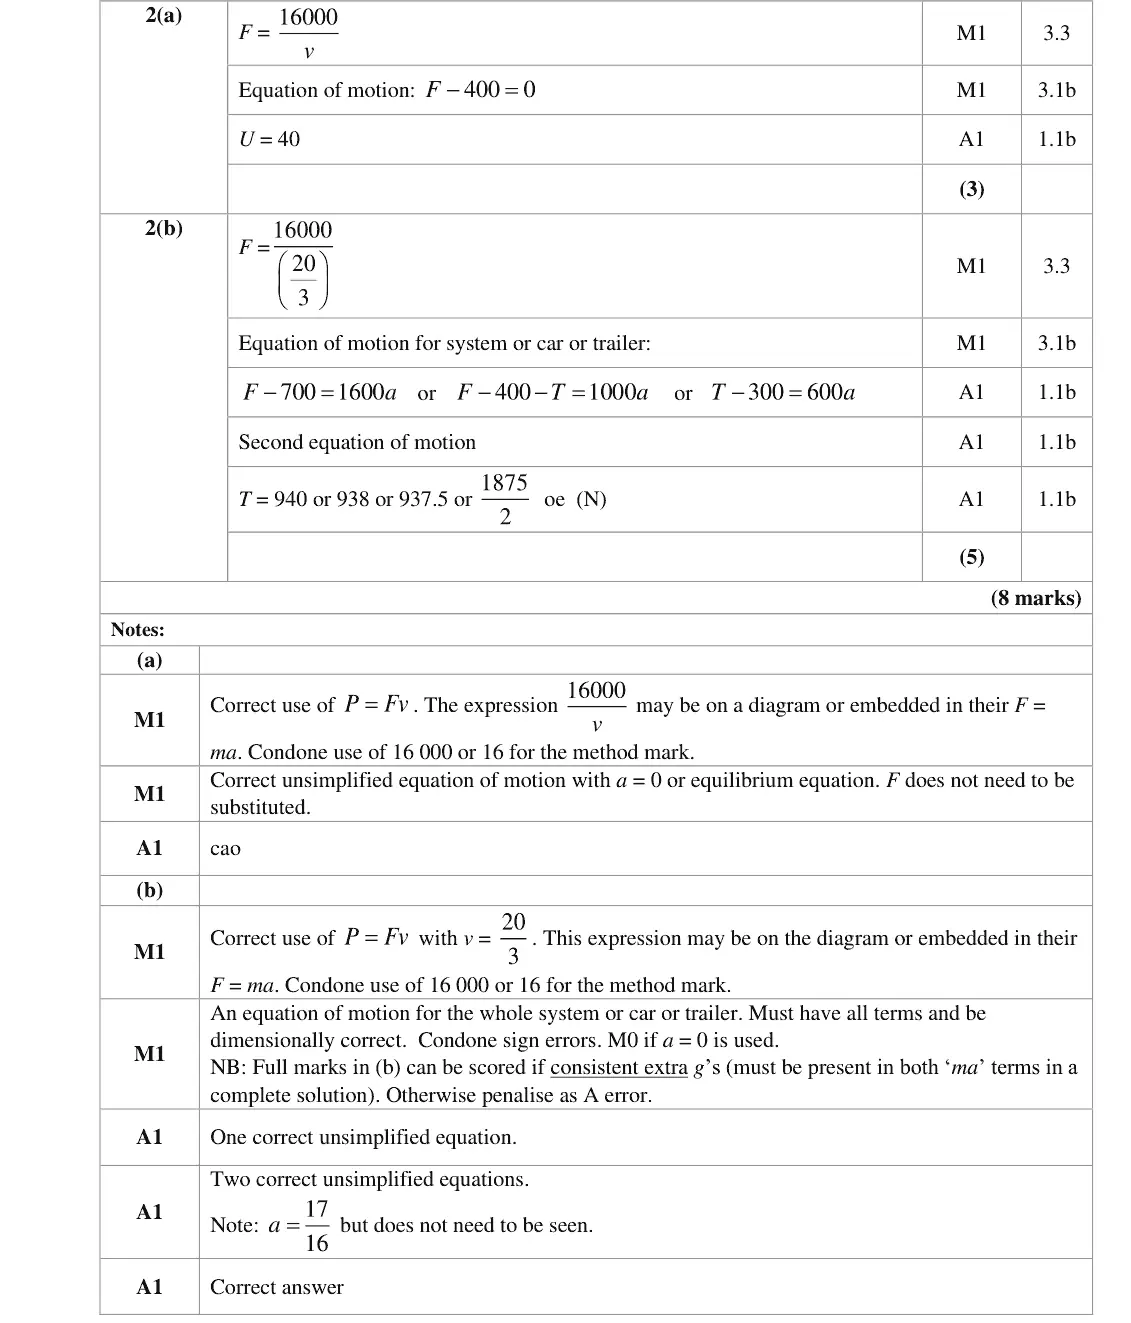 2(a) F = 16000/v M1 3.3
Equation of motion: F − 400 = 0 M1 3.1b
U = 40 A1 1.1b
(3)
2(b) F = 16000/(20/3) M1 3.3
Equation of motion for system or car or trailer: M1 3.1b
F − 700 = 1600a or F − 400 − T = 1000a or T − 300 = 600a A1 1.1b
Second equation of motion A1 1.1b
T = 940 or 938 or 937.5 or 1875/2 oe (N) A1 1.1b
(5)
(8 marks)
Notes:
(a)
M1 Correct use of P = Fv. The expression 16000/v may be on a diagram or embedded in their F =
ma. Condone use of 16 000 or 16 for the method mark.
M1 Correct unsimplified equation of motion with a = 0 or equilibrium equation. F does not need to be
substituted.
A1 cao
(b)
M1 Correct use of P = Fv with v = 20/3. This expression may be on the diagram or embedded in their
F = ma. Condone use of 16 000 or 16 for the method mark.
M1 An equation of motion for the whole system or car or trailer. Must have all terms and be
dimensionally correct. Condone sign errors. M0 if a = 0 is used.
NB: Full marks in (b) can be scored if consistent extra g’s (must be present in both ‘ma’ terms in a
complete solution). Otherwise penalise as A error.
A1 One correct unsimplified equation.
A1 Two correct unsimplified equations.
Note: a = 17/16 but does not need to be seen.
A1 Correct answer